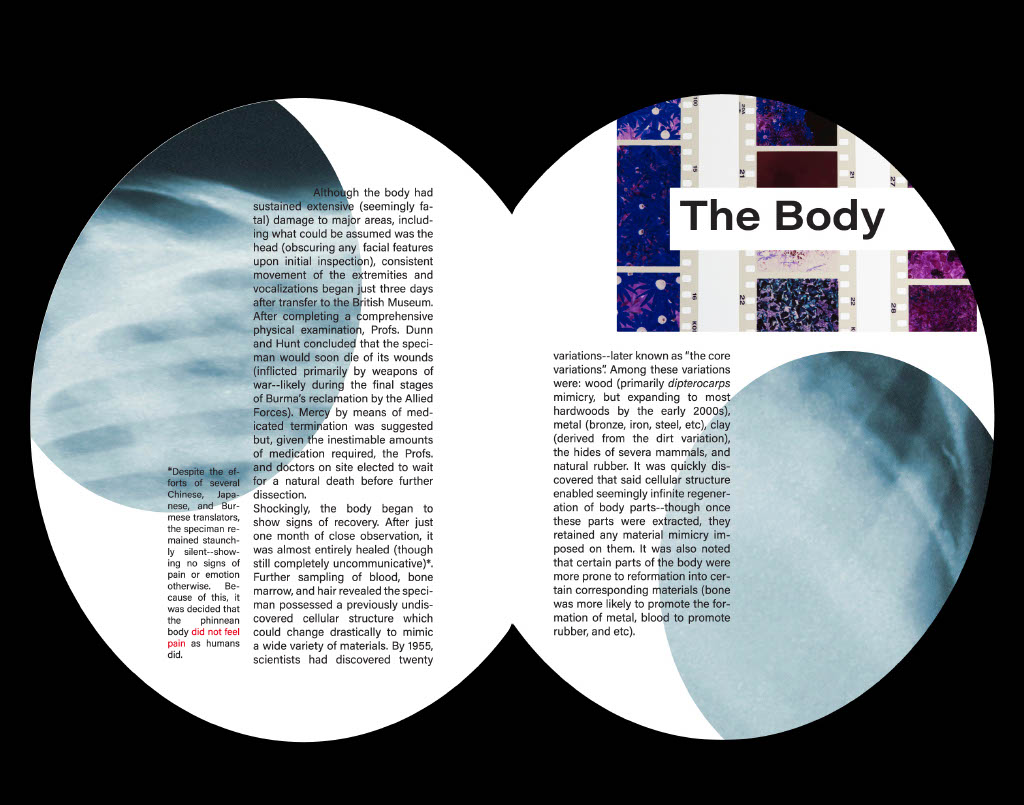 Although the body had
sustained extensive (seemingly fa-
tal) damage to major areas, includ-
ing what could be assumed was the
head (obscuring any facial features
upon initial inspection), consistent
movement of the extremities and
vocalizations began just three days
after transfer to the British Museum.
After completing a comprehensive
physical examination, Profs. Dunn
and Hunt concluded that the speci-
man would soon die of its wounds
(inflicted primarily by weapons of
war--likely during the final stages
of Burma's reclamation by the Allied
Forces). Mercy by means of med-
icated termination was suggested
but, given the inestimable amounts
of medication required, the Profs.
and doctors on site elected to wait
for a natural death before further
dissection.
Shockingly, the body began to
show signs of recovery. After just
one month of close observation, it
was almost entirely healed (though
still completely uncommunicative)*.
Further sampling of blood, bone
marrow, and hair revealed the speci-
man possessed a previously undis-
covered cellular structure which
could change drastically to mimic
a wide variety of materials. By 1955,
scientists had discovered twenty
*Despite the ef-
forts of several
Chinese, Japa-
nese, and Bur-
mese translators,
the speciman re-
mained staunch-
ly silent--show-
ing no signs of
pain or emotion
otherwise. Be-
cause of this, it
was decided that
the phinnean
body did not feel
pain as humans
did.
The Body
15
16
21
22
21
22
27
28
variations--later known as "the core
variations". Among these variations
were: wood (primarily dipterocarps
mimicry, but expanding to most
hardwoods by the early 2000s),
metal (bronze, iron, steel, etc), clay
(derived from the dirt variation),
the hides of severa mammals, and
natural rubber. It was quickly dis-
covered that said cellular structure
enabled seemingly infinite regener-
ation of body parts--though once
these parts were extracted, they
retained any material mimicry im-
posed on them. It was also noted
that certain parts of the body were
more prone to reformation into cer-
tain corresponding materials (bone
was more likely to promote the for-
mation of metal, blood to promote
rubber, and etc).